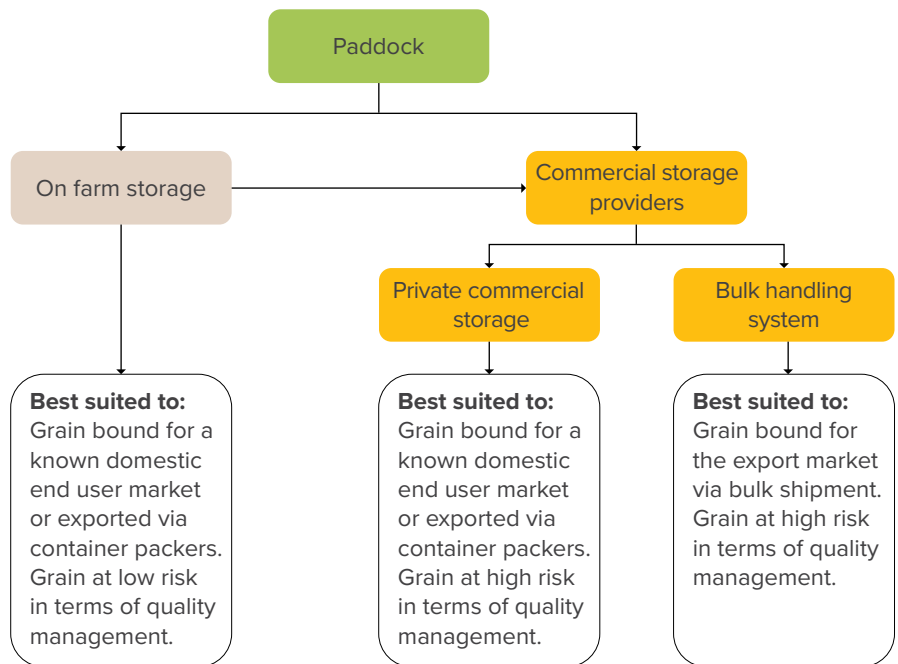 Paddock
On farm storage
Commercial storage
providers
Private commercial
storage
Bulk handling
system
Best suited to:
Grain bound for a
known domestic
end user market
or exported via
container packers.
Grain at low risk
in terms of quality
management.
Best suited to:
Grain bound for a
known domestic
end user market
or exported via
container packers.
Grain at high risk
in terms of quality
management.
Best suited to:
Grain bound for
the export market
via bulk shipment.
Grain at high risk
in terms of quality
management.